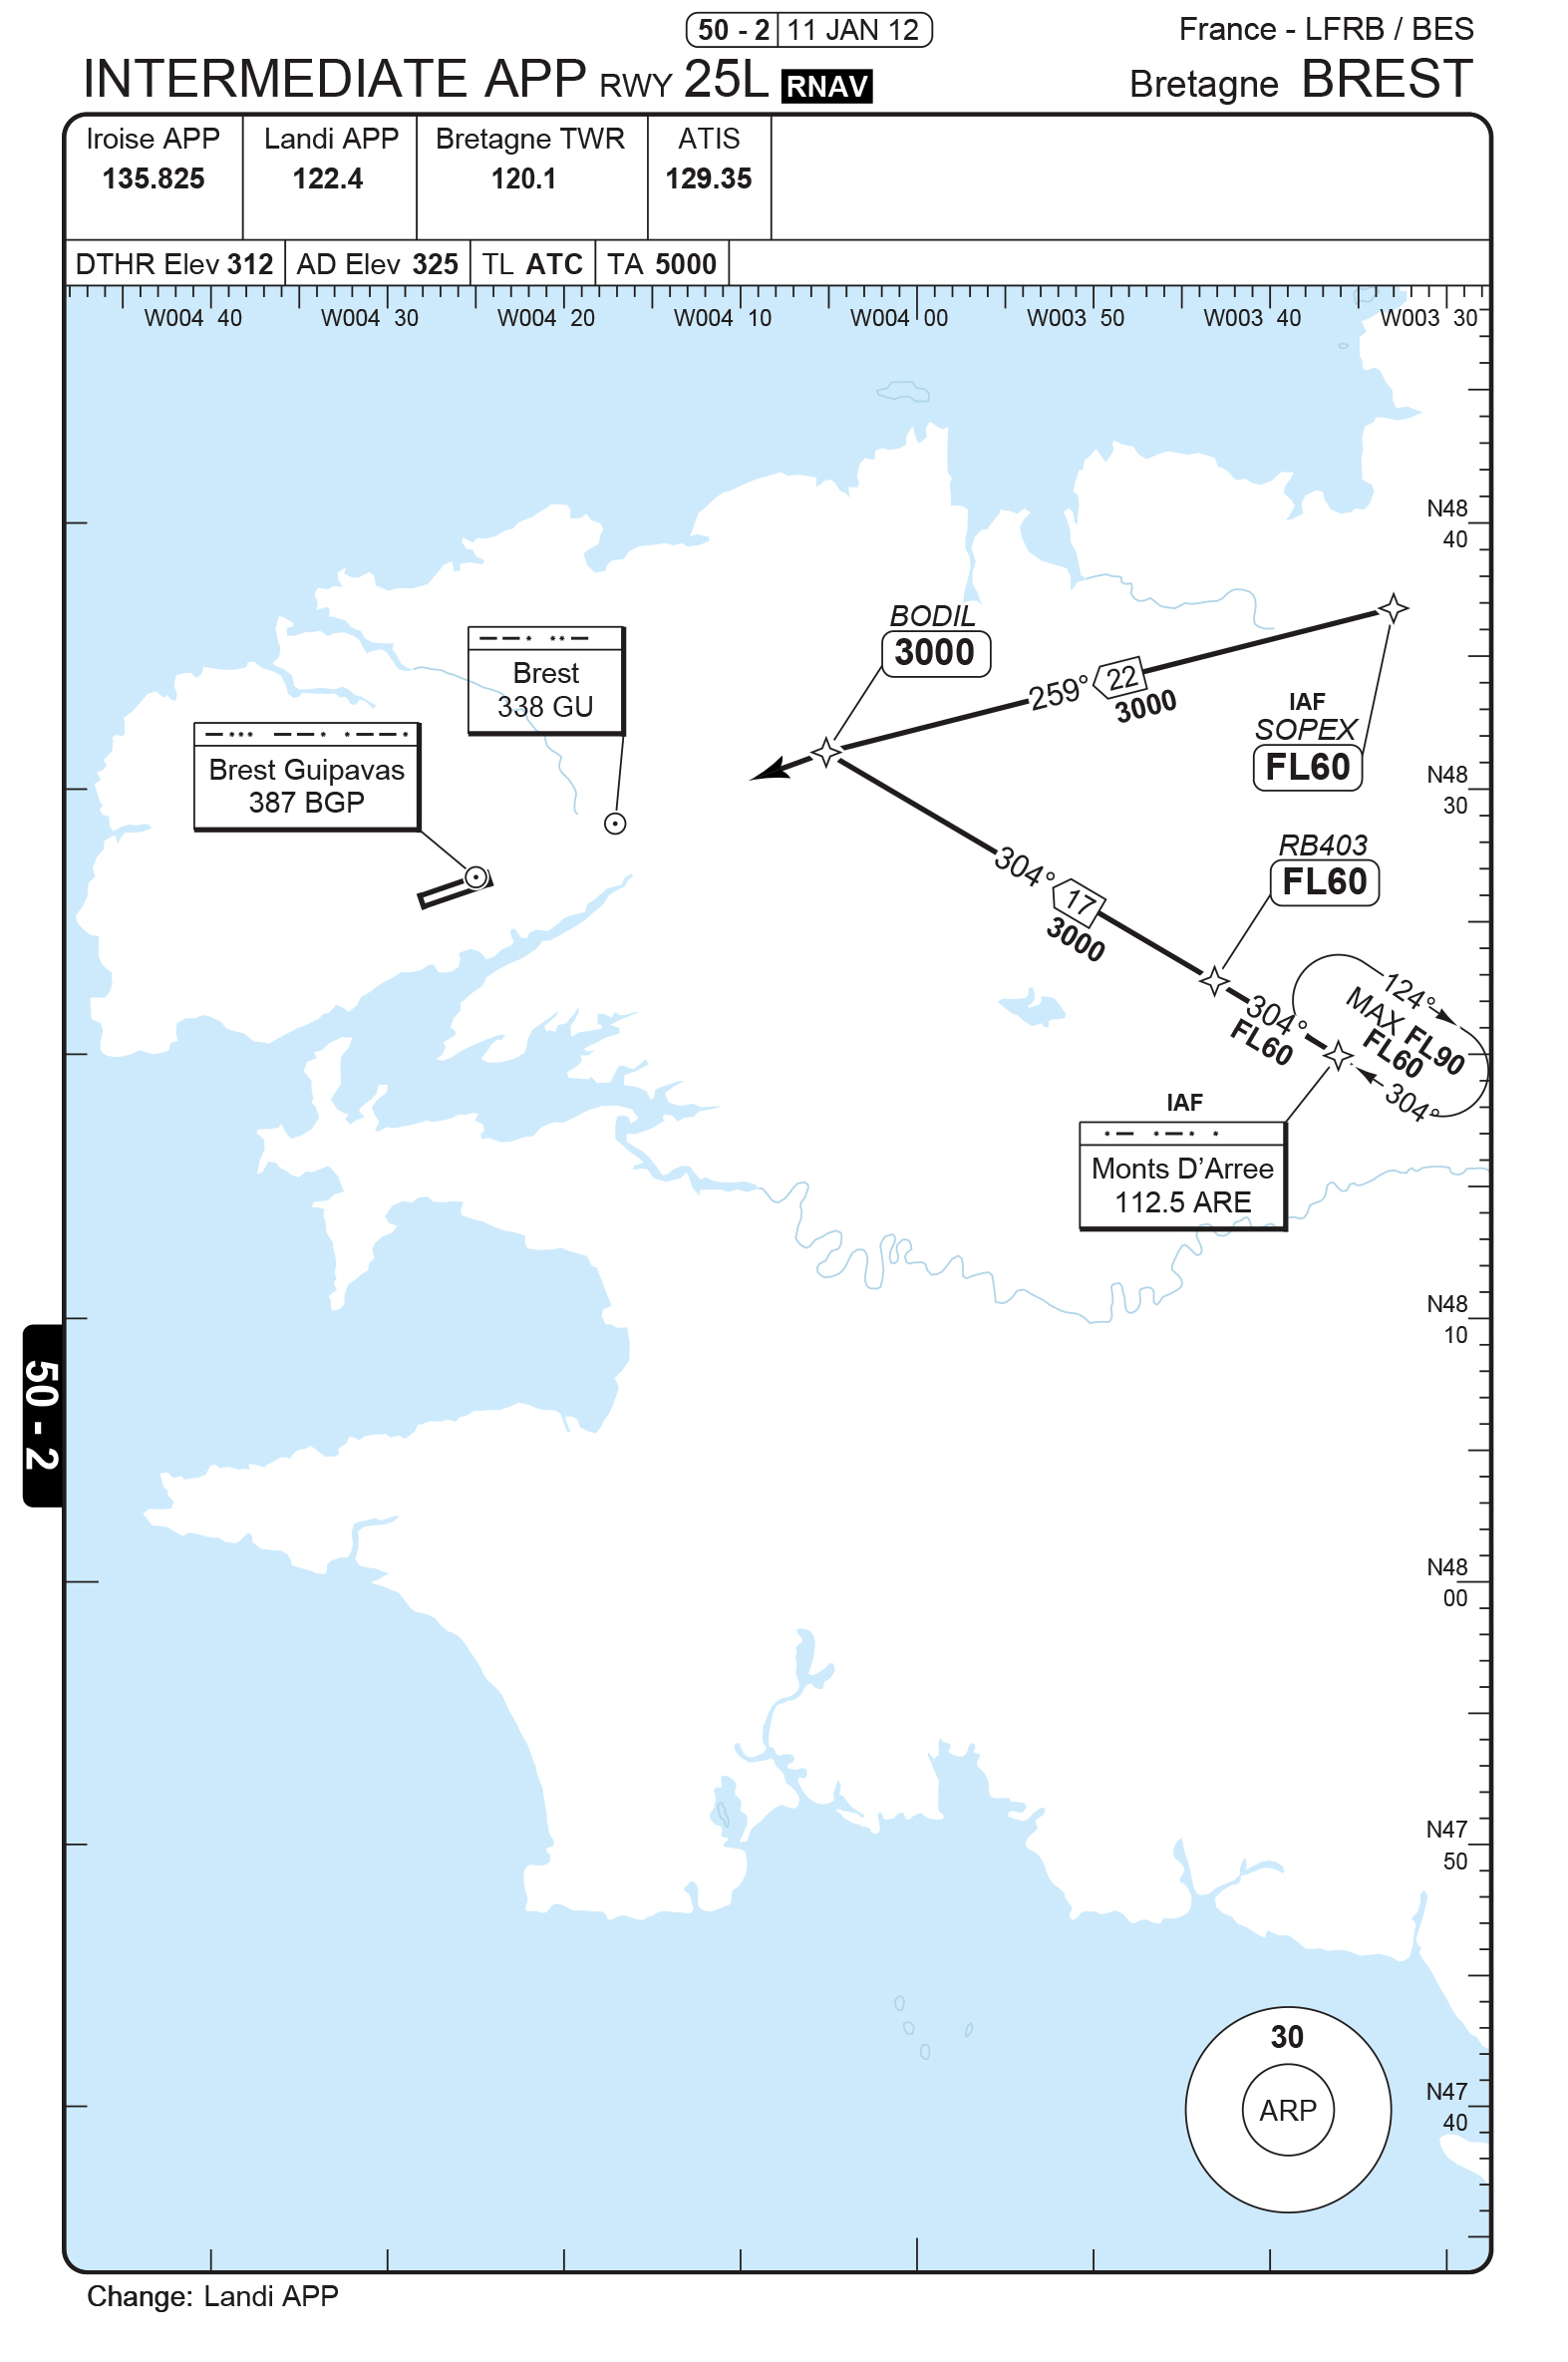 50 - 2 11 JAN 12
France - LFRB / BES
INTERMEDIATE APP RWY 25L RNAV
Bretagne BREST
Iroise APP
135.825
Landi APP
122.4
Bretagne TWR
120.1
ATIS
129.35
DTHR Elev 312
AD Elev 325
TL ATC
TA 5000
W004 40
W004 30
W004 20
W004 10
W004 00
W003 50
W003 40
W003 30
N48
40
BODIL
3000
Brest
338 GU
259°
22
3000
IAF
SOPEX
FL60
Brest Guipavas
387 BGP
N48
30
RB403
FL60
304°
17
3000
304°
FL60
124°
MAX FL90
FL60
304°
IAF
Monts D'Arree
112.5 ARE
N48
10
50 - 2
N48
00
N47
50
30
ARP
N47
40
Change: Landi APP